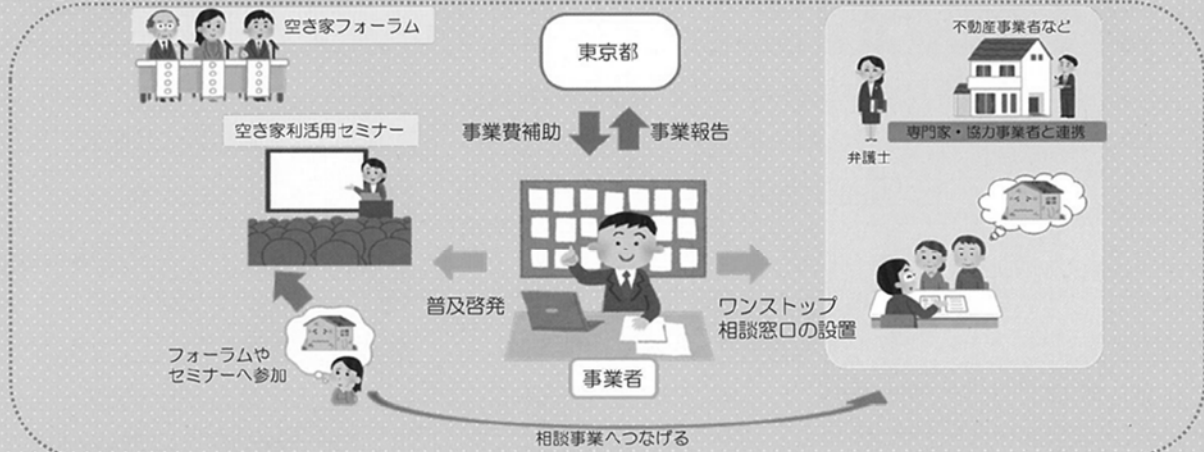 空き家フォーラム
東京都
不動産事業者など
空き家利活用セミナー
事業費補助
事業報告
専門家・協力事業者と連携
弁護士
普及啓発
ワンストップ
相談窓口の設置
フォーラムや
セミナーへ参加
事業者
相談事業へつなげる